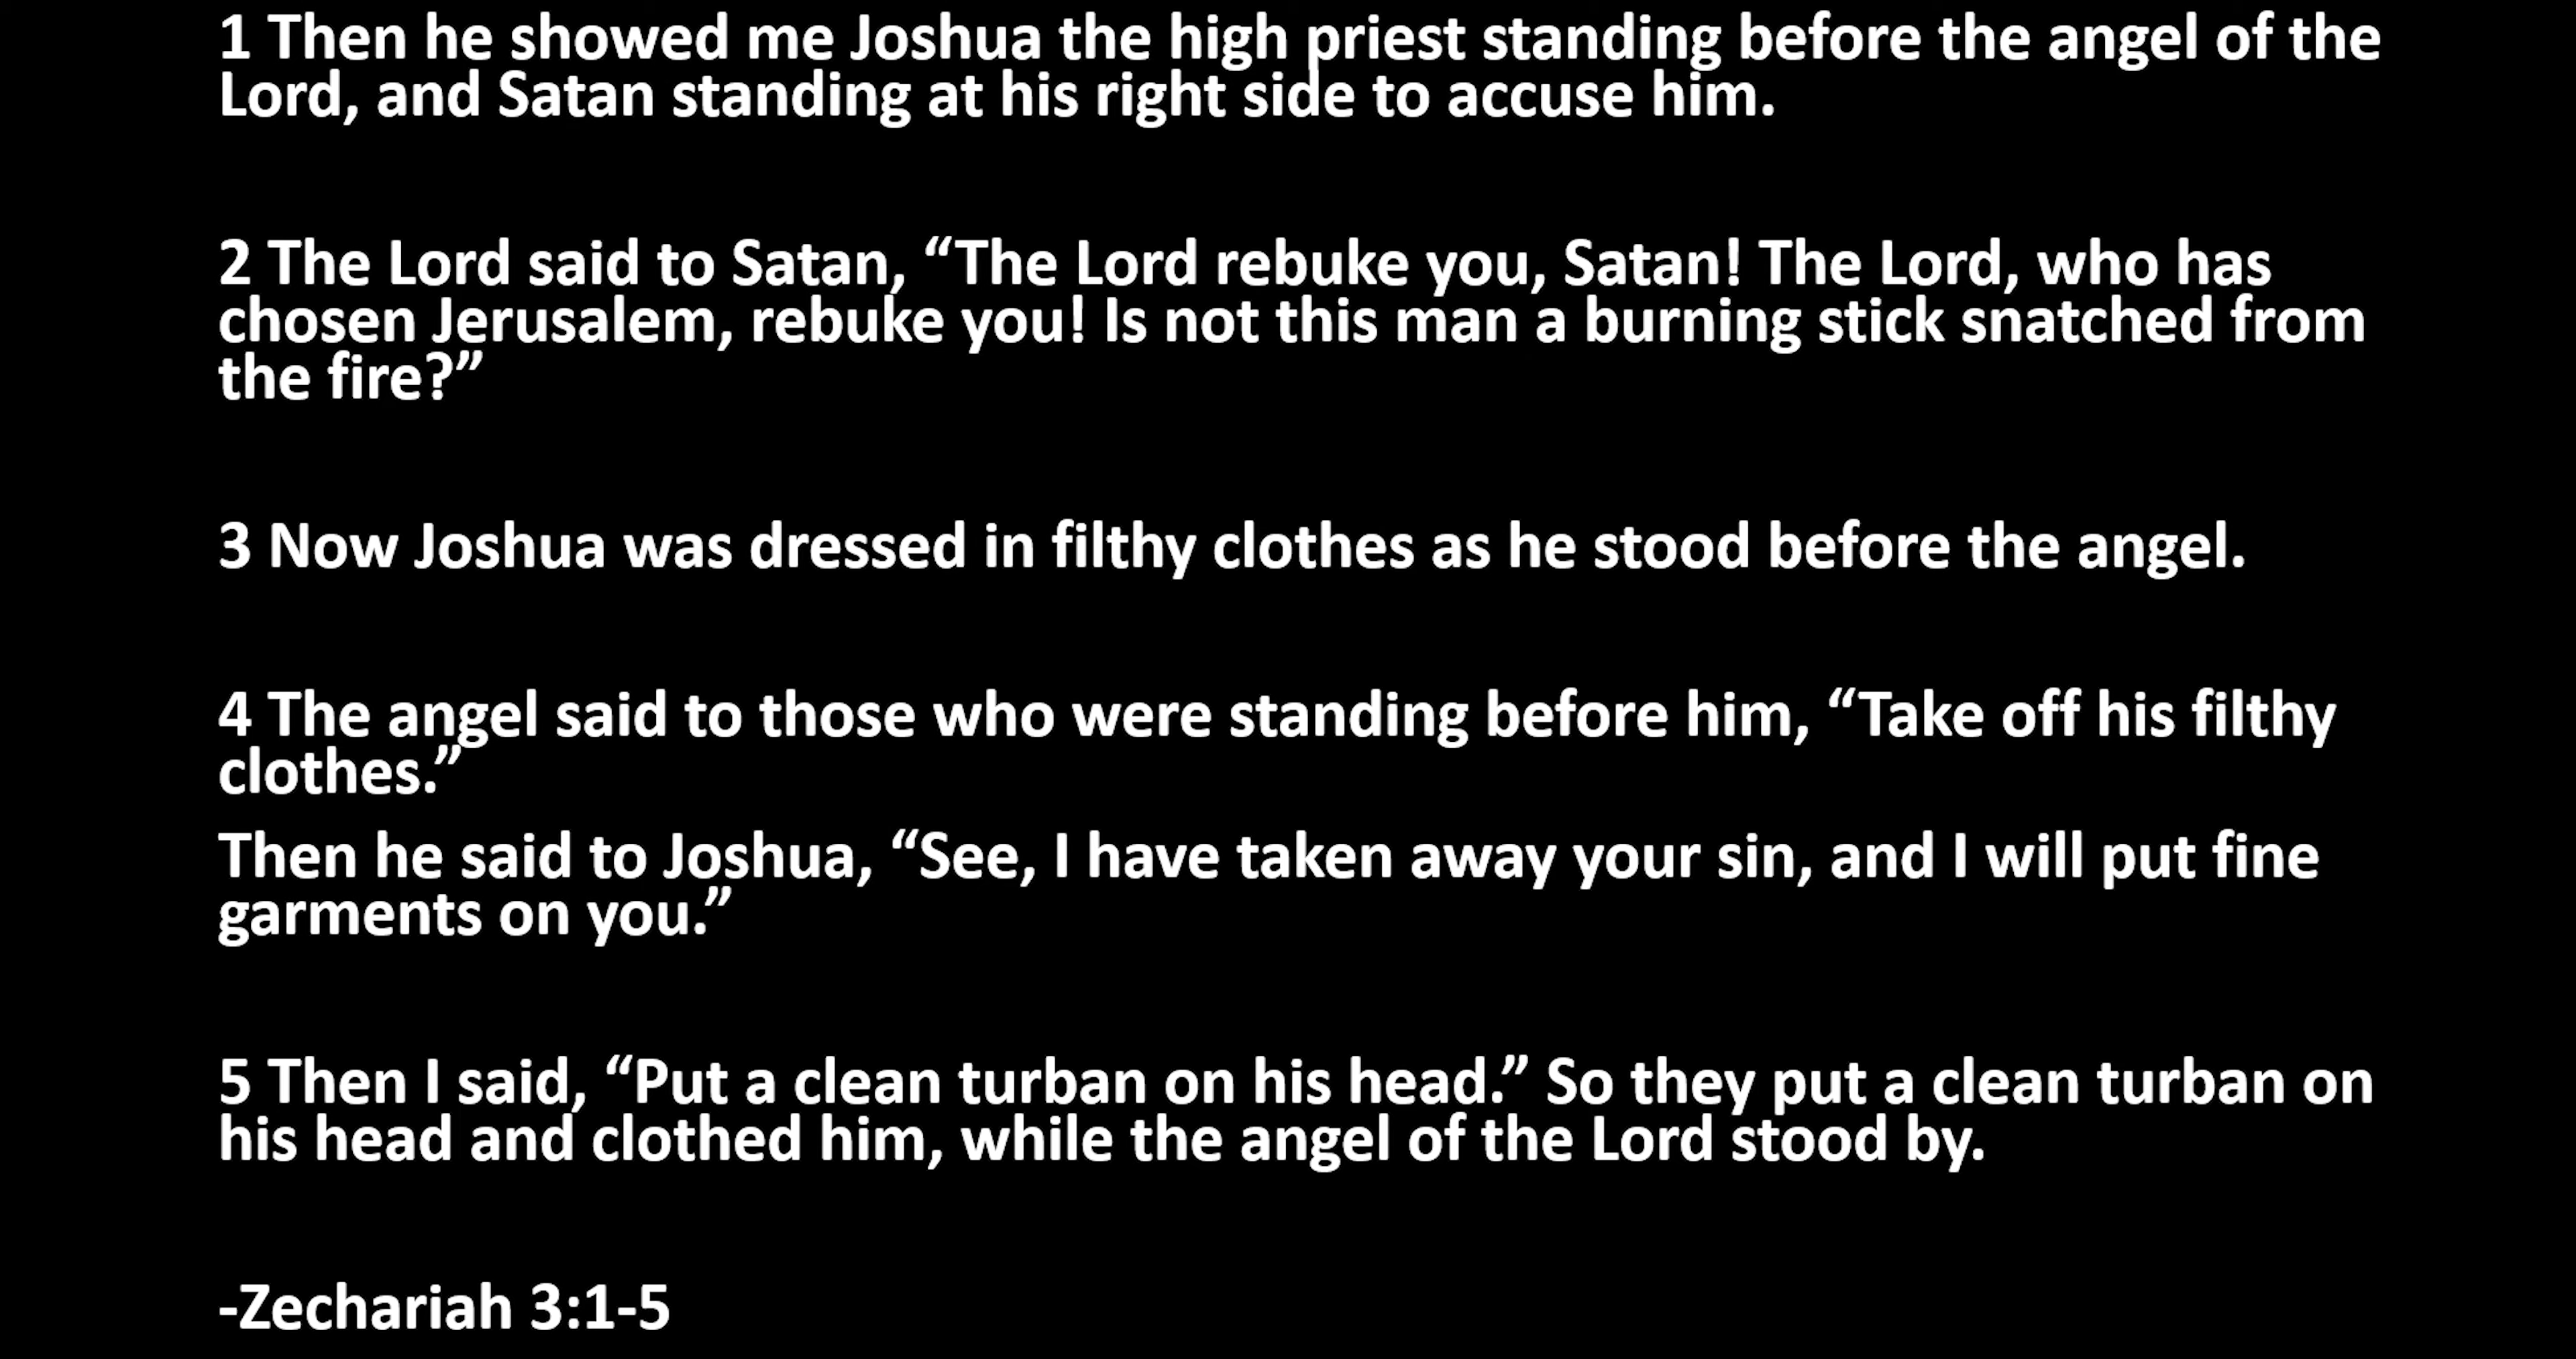 1 Then he showed me Joshua the high priest standing before the angel of the
Lord, and Satan standing at his right side to accuse him.
2 The Lord said to Satan, “The Lord rebuke you, Satan! The Lord, who has
chosen Jerusalem, rebuke you! Is not this man a burning stick snatched from
the fire?”
3 Now Joshua was dressed in filthy clothes as he stood before the angel.
4 The angel said to those who were standing before him, “Take off his filthy
clothes.”
Then he said to Joshua, “See, I have taken away your sin, and I will put fine
garments on you.”
5 Then I said, “Put a clean turban on his head.” So they put a clean turban on
his head and clothed him, while the angel of the Lord stood by.
-Zechariah 3:1-5